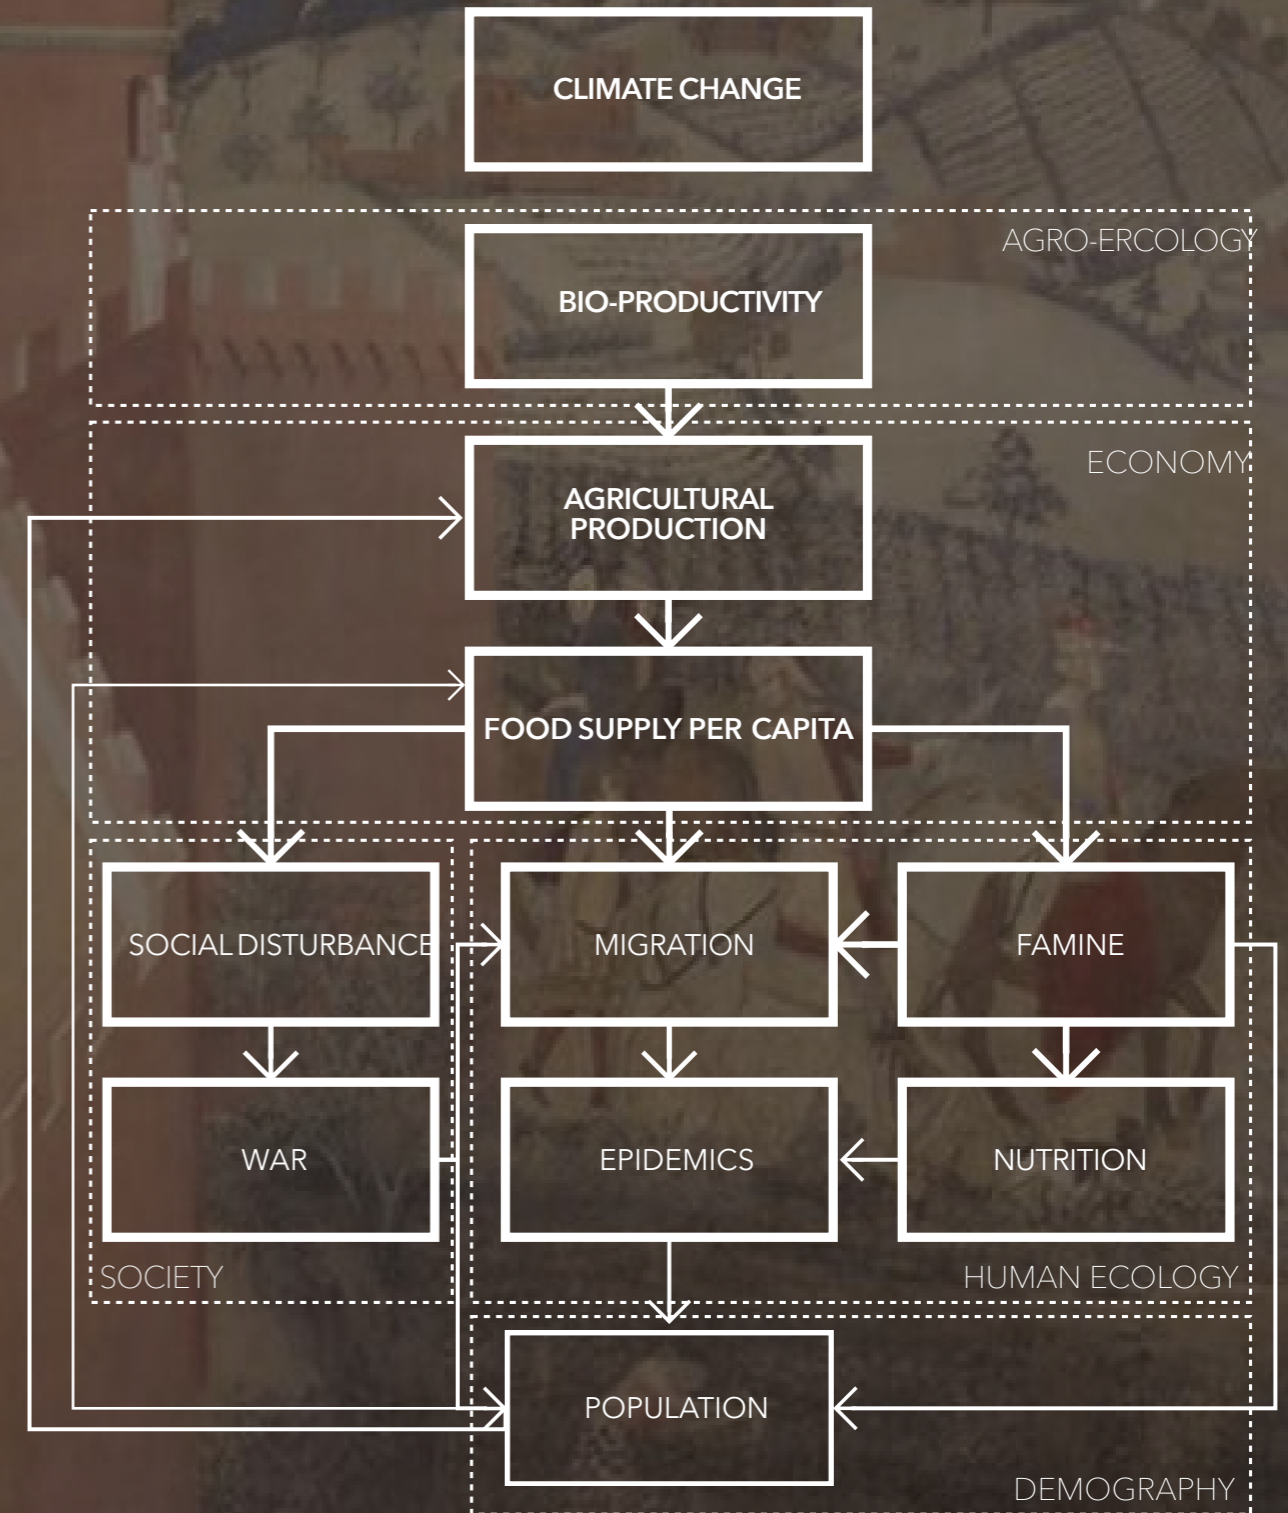 CLIMATE CHANGE
AGRO-ERCOLOGY
BIO-PRODUCTIVITY
ECONOMY
AGRICULTURAL
PRODUCTION
FOOD SUPPLY PER CAPITA
SOCIAL DISTURBANCE
MIGRATION
FAMINE
WAR
EPIDEMICS
NUTRITION
SOCIETY
HUMAN ECOLOGY
POPULATION
DEMOGRAPHY